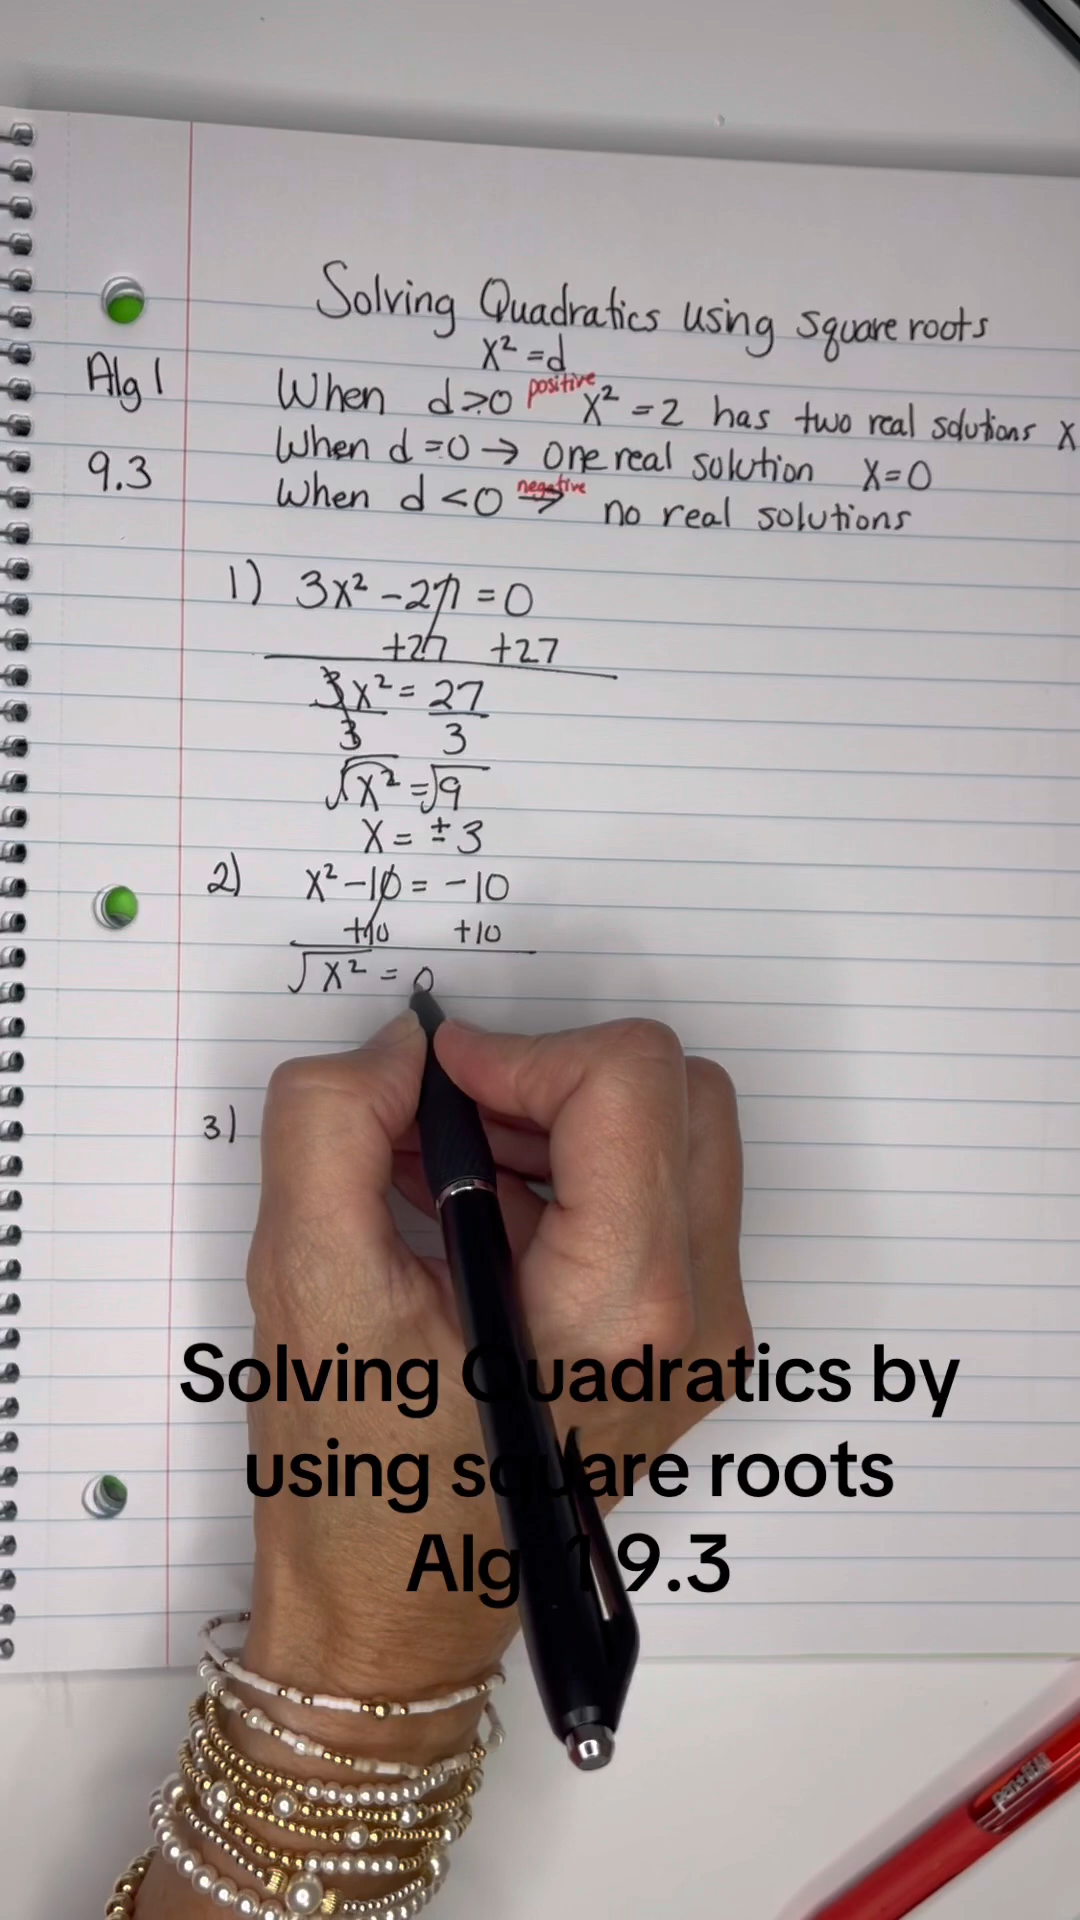 Solving Quadratics using square roots
x² = d
Alg 1
When d>0 positive x² = 2 has two real solutions x
When d = 0 → one real solution x = 0
9.3
When d < 0 negative → no real solutions
1) 3x² - 27 = 0
+27 +27
3x² = 27
3 3
√x² = √9
x = ± 3
2) x² - 10 = -10
+10 +10
√x² = 0
3)
Solving Quadratics by
using square roots
Alg 1 9.3